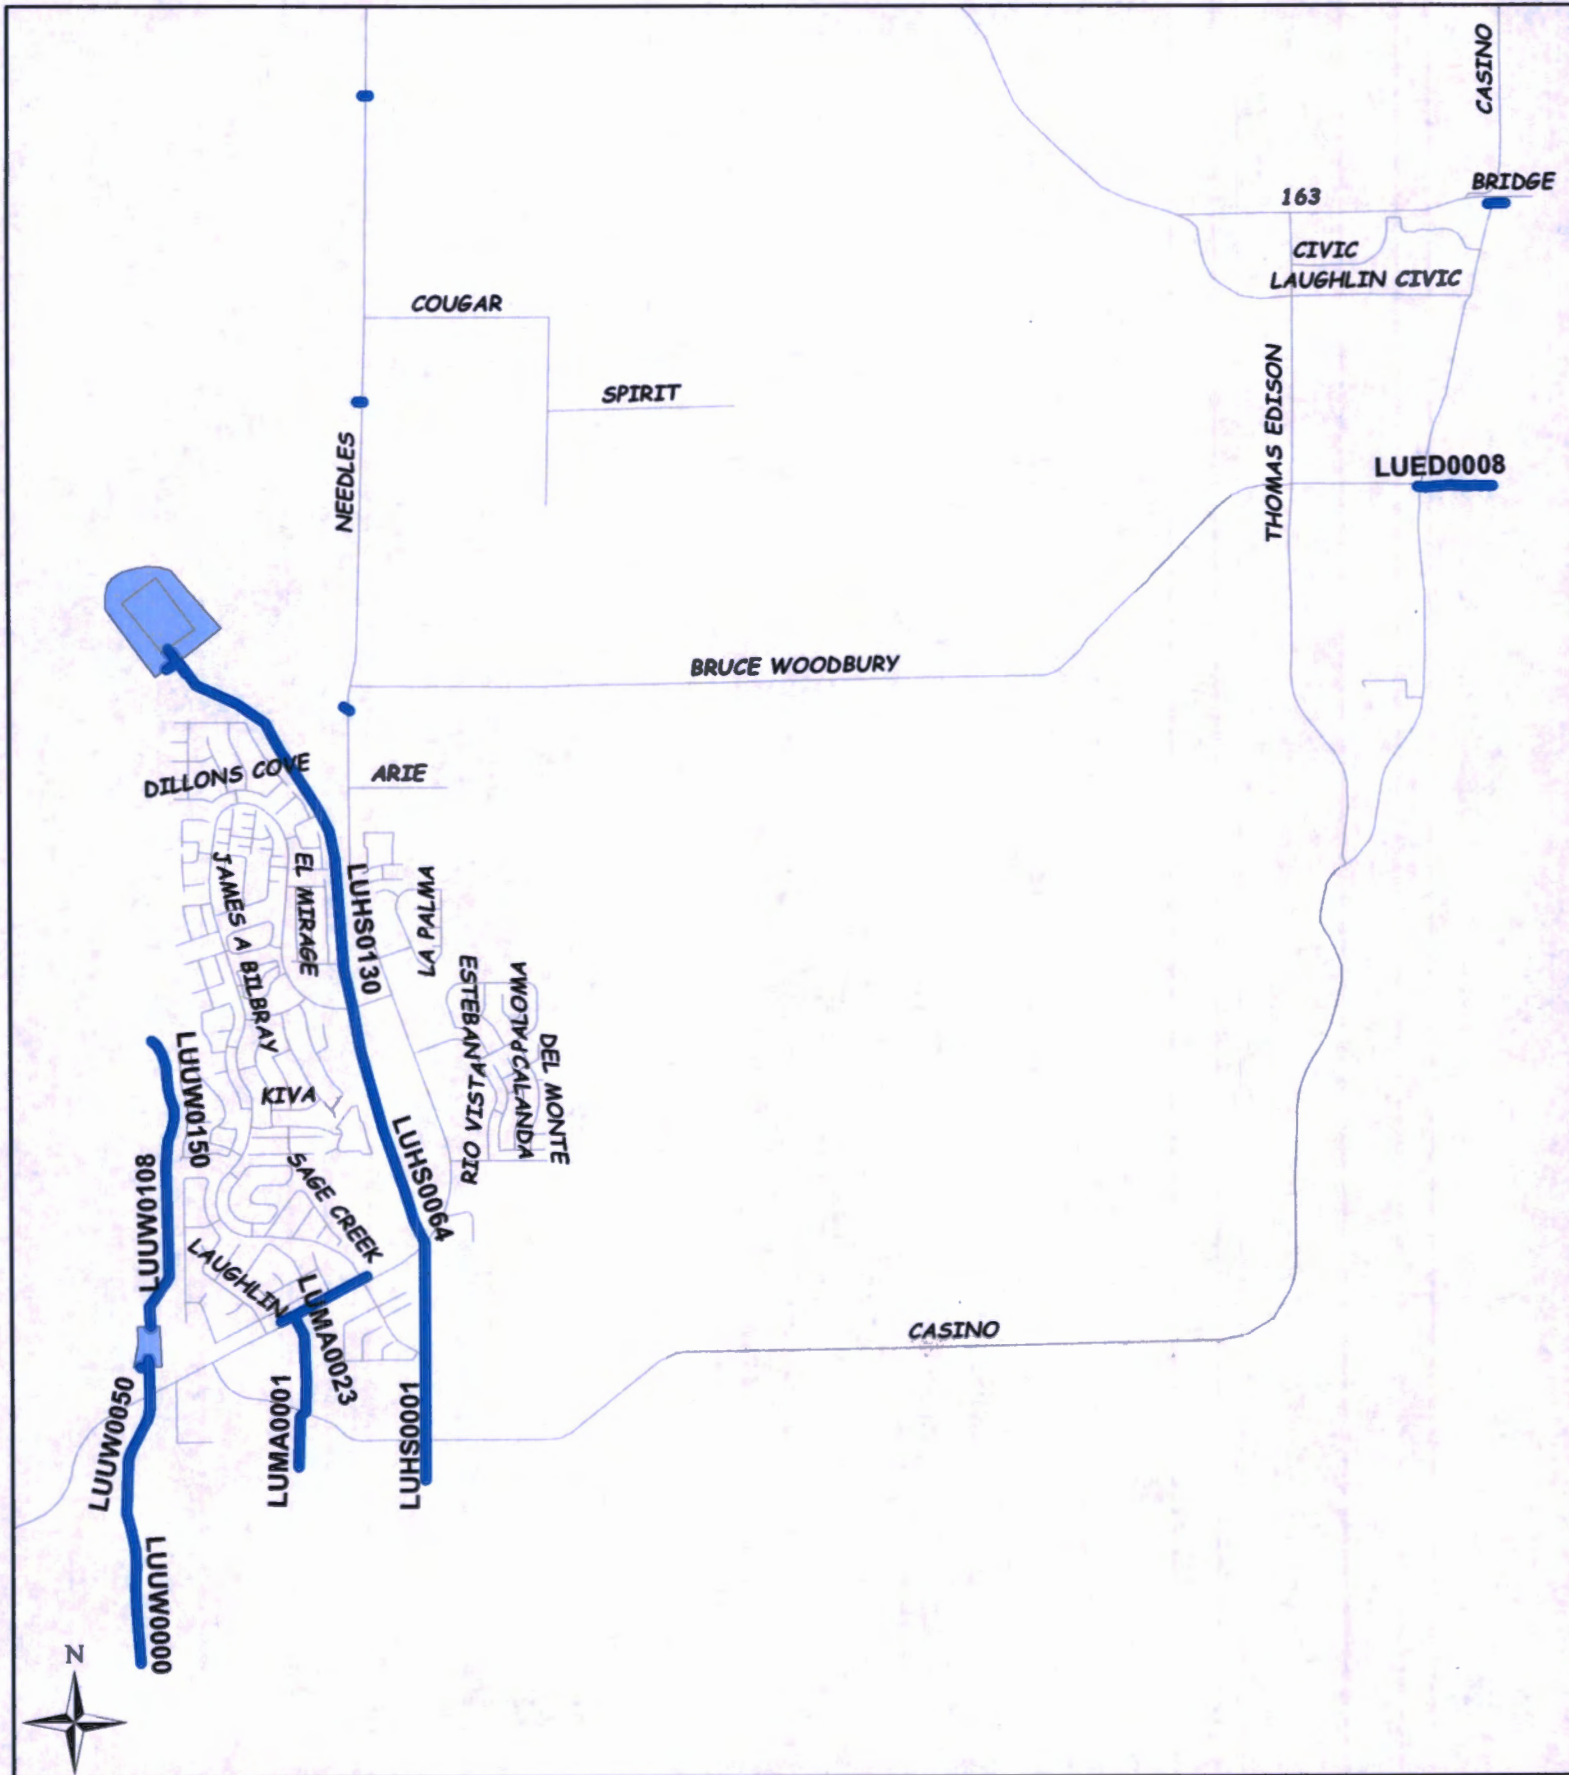 CASINO
BRIDGE
163
CIVIC
LAUGHLIN CIVIC
COUGAR
SPIRIT
NEEDLES
THOMAS EDISON
LUED0008
BRUCE WOODBURY
DILLONS COVE
ARIE
JAMES A BILBRAY
EL MIRAGE
LUHS0130
LA PALMA
ESTEBAN
PALOMA
RIO VISTA
CALANDA
DEL MONTE
LUUW0150
KIVA
LUUW0108
SAGE CREEK
LUHS0064
LAUGHLIN
LUMA0023
CASINO
LUUW0050
LUMA0001
LUHS0001
LUUW0000
N